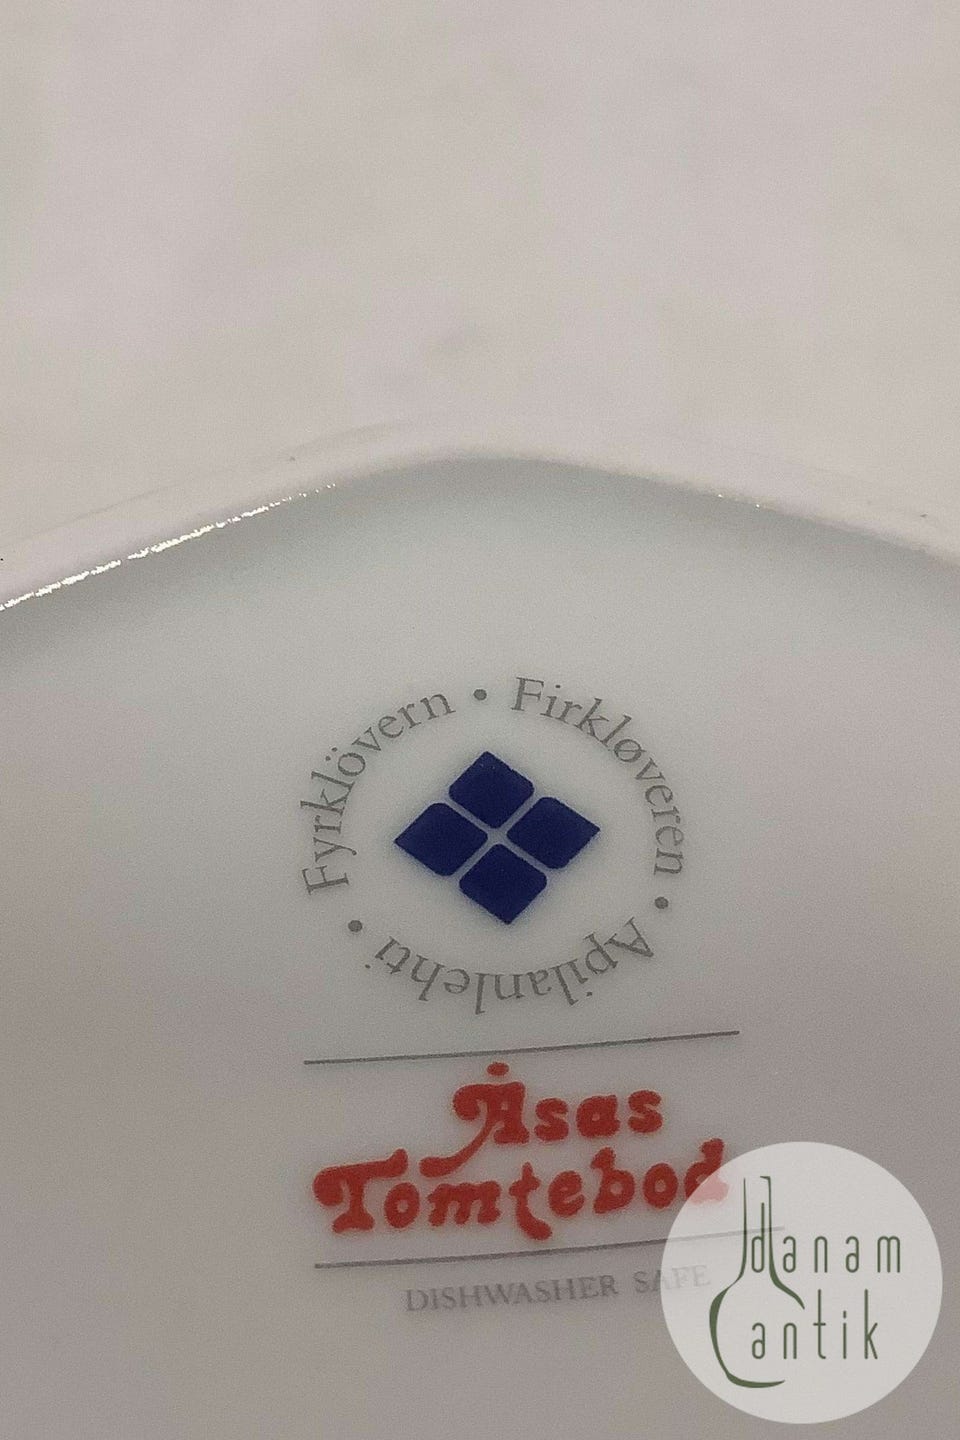 Fyrklövern • Firkløveren • Apilanlehti •
Åsas
Tomtebod
DISHWASHER SAFE
danam
antik